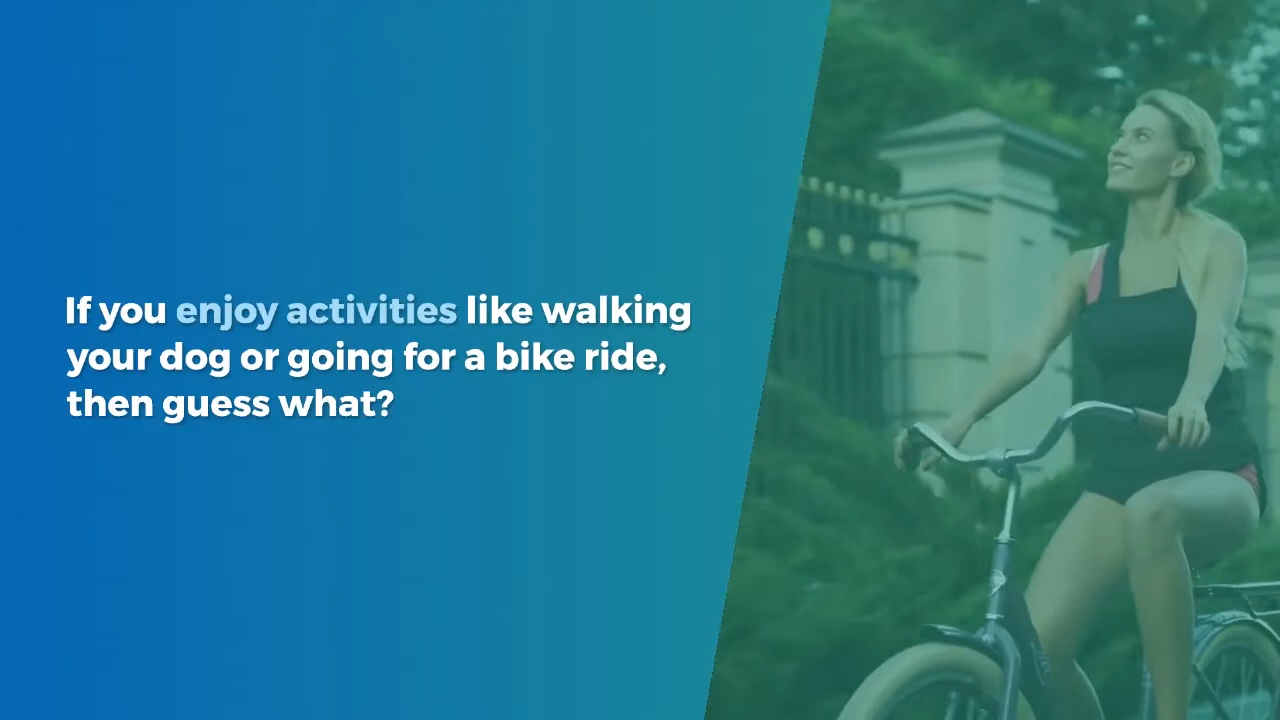 If you enjoy activities like walking
your dog or going for a bike ride,
then guess what?